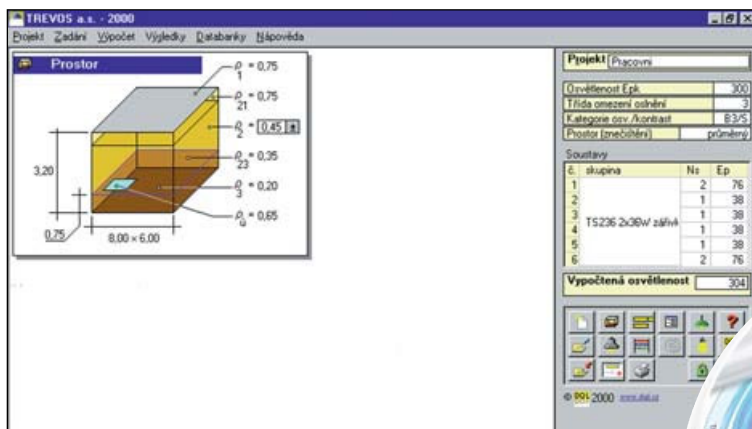 TREVOS a.s. - 2000
Projekt Zadání Výpočet Výsledky Databanky Nápověda
Prostor
ρ1 = 0,75
ρ21 = 0,75
ρ2 = 0,45
ρ23 = 0,35
ρ3 = 0,20
ρú = 0,65
3,20
0,75
8,00 × 6,00
Projekt Pracovní
Osvětlenost Epk 300
Třída omezení oslnění 3
Kategorie osv./kontrast B3/S
Prostor (znečištění) průměrný
Soustavy
č. skupina Ns Ep
1 2 76
2 1 38
3 TS236 2x36W zářivk 1 38
4 1 38
5 1 38
6 2 76
Vypočtená osvětlenost 304
© 2000